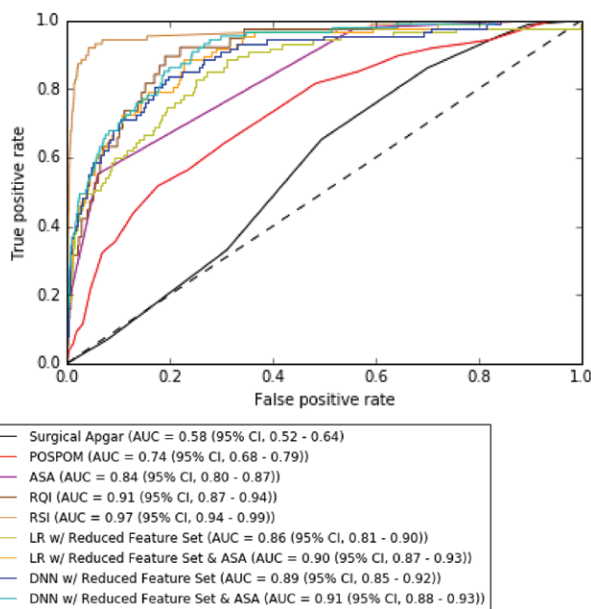 1.0
0.8
0.6
0.4
0.2
0.0
True positive rate
0.0 0.2 0.4 0.6 0.8 1.0
False positive rate
Surgical Apgar (AUC = 0.58 (95% CI, 0.52 - 0.64)
POSPOM (AUC = 0.74 (95% CI, 0.68 - 0.79))
ASA (AUC = 0.84 (95% CI, 0.80 - 0.87))
RQI (AUC = 0.91 (95% CI, 0.87 - 0.94))
RSI (AUC = 0.97 (95% CI, 0.94 - 0.99))
LR w/ Reduced Feature Set (AUC = 0.86 (95% CI, 0.81 - 0.90))
LR w/ Reduced Feature Set & ASA (AUC = 0.90 (95% CI, 0.87 - 0.93))
DNN w/ Reduced Feature Set (AUC = 0.89 (95% CI, 0.85 - 0.92))
DNN w/ Reduced Feature Set & ASA (AUC = 0.91 (95% CI, 0.88 - 0.93))